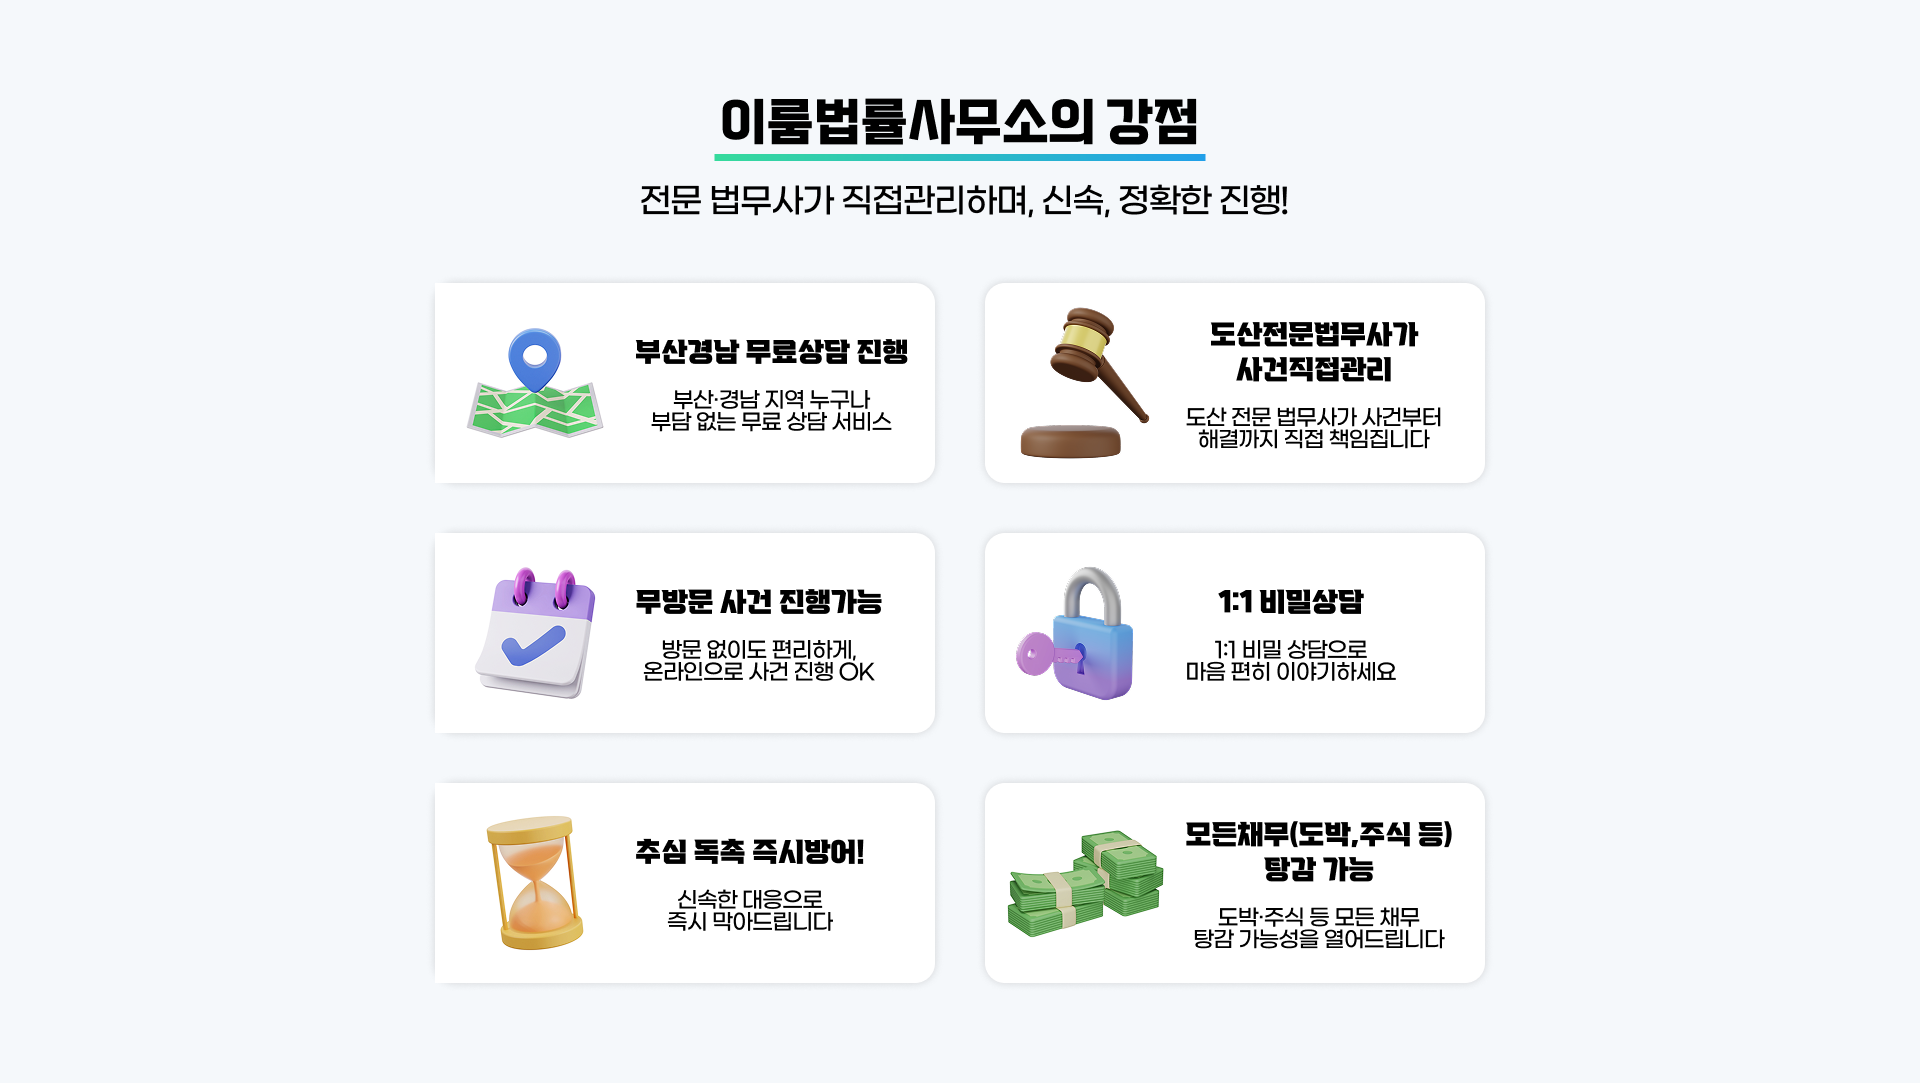 이룸법률사무소의 강점
전문 법무사가 직접관리하며, 신속, 정확한 진행!
부산경남 무료상담 진행
부산·경남 지역 누구나
부담 없는 무료 상담 서비스
도산전문법무사가
사건직접관리
도산 전문 법무사가 사건부터
해결까지 직접 책임집니다
무방문 사건 진행가능
방문 없이도 편리하게,
온라인으로 사건 진행 OK
1:1 비밀상담
1:1 비밀 상담으로
마음 편히 이야기하세요
추심 독촉 즉시방어!
신속한 대응으로
즉시 막아드립니다
모든채무(도박,주식 등)
탕감 가능
도박·주식 등 모든 채무
탕감 가능성을 열어드립니다